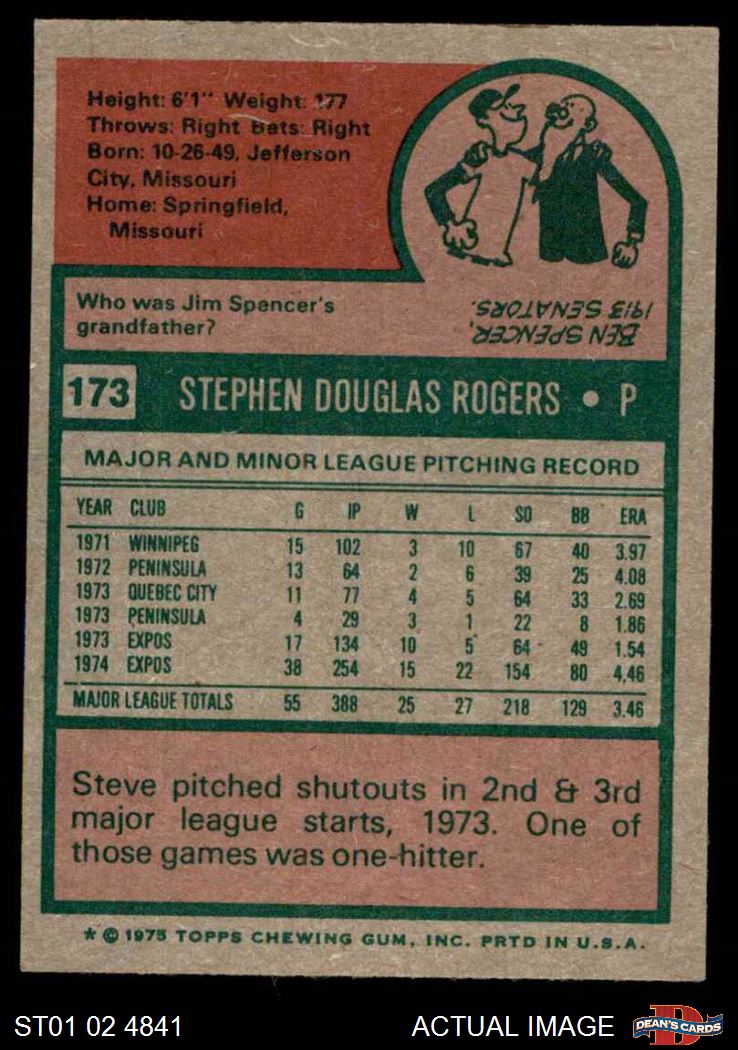 Height: 6'1" Weight: 177
Throws: Right Bats: Right
Born: 10-26-49, Jefferson
City, Missouri
Home: Springfield,
Missouri
Who was Jim Spencer's
grandfather?
BEN SPENCER,
1913 SENATORS.
173 STEPHEN DOUGLAS ROGERS • P
MAJOR AND MINOR LEAGUE PITCHING RECORD
YEAR CLUB G IP W L SO BB ERA
1971 WINNIPEG 15 102 3 10 67 40 3.97
1972 PENINSULA 13 64 2 6 39 25 4.08
1973 QUEBEC CITY 11 77 4 5 64 33 2.69
1973 PENINSULA 4 29 3 1 22 8 1.86
1973 EXPOS 17 134 10 5 64 49 1.54
1974 EXPOS 38 254 15 22 154 80 4.46
MAJOR LEAGUE TOTALS 55 388 25 27 218 129 3.46
Steve pitched shutouts in 2nd & 3rd
major league starts, 1973. One of
those games was one-hitter.
* © 1975 TOPPS CHEWING GUM, INC. PRTD IN U.S.A.
ST01 02 4841 ACTUAL IMAGE DEAN'S CARDS